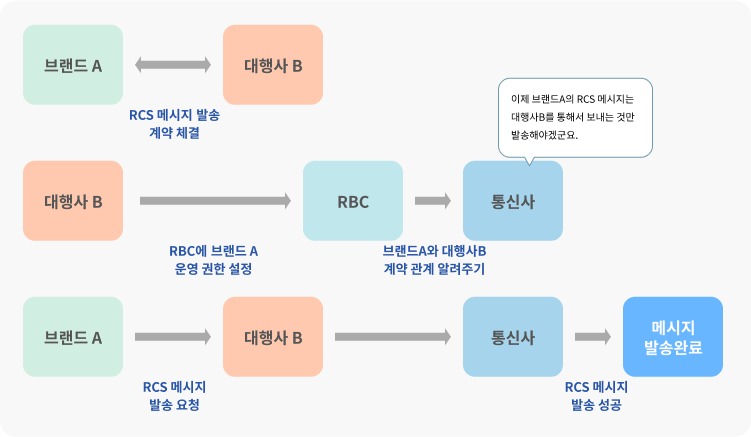 브랜드 A
대행사 B
RCS 메시지 발송
계약 체결
이제 브랜드A의 RCS 메시지는
대행사B를 통해서 보내는 것만
발송해야겠군요.
대행사 B
RBC
통신사
RBC에 브랜드 A
운영 권한 설정
브랜드A와 대행사B
계약 관계 알려주기
브랜드 A
대행사 B
통신사
메시지
발송완료
RCS 메시지
발송 요청
RCS 메시지
발송 성공